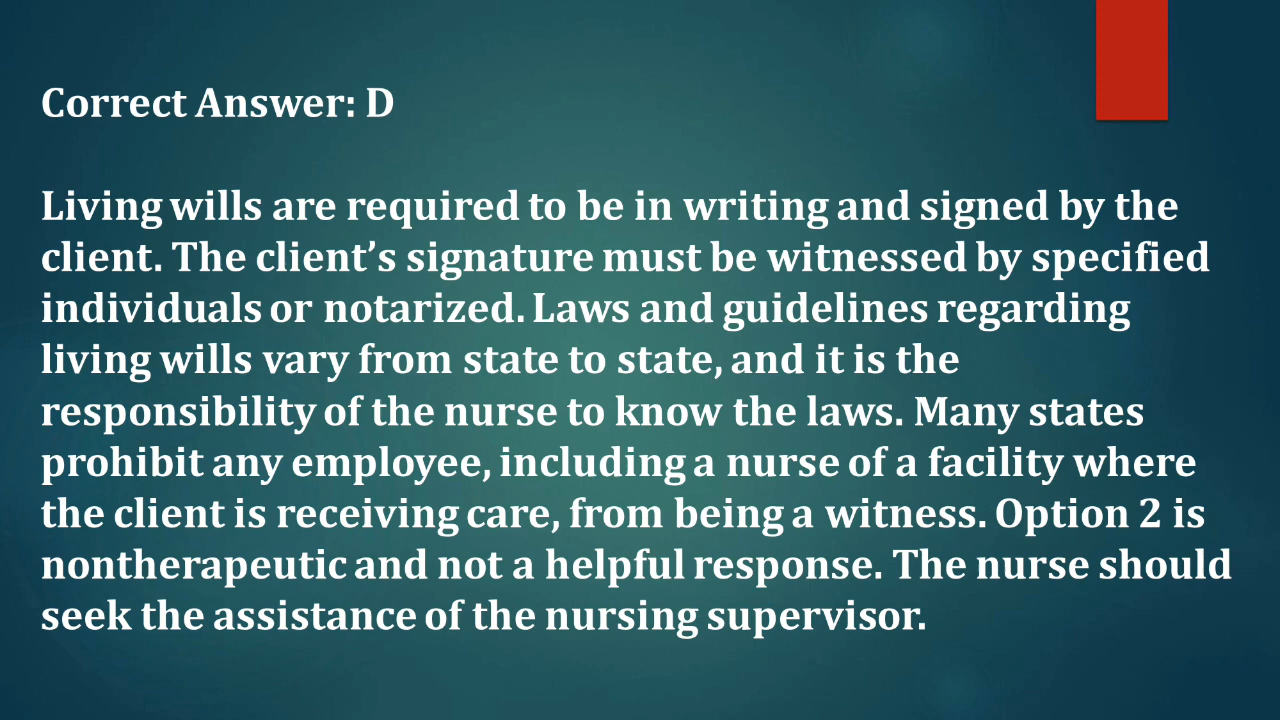 Correct Answer: D
Living wills are required to be in writing and signed by the
client. The client’s signature must be witnessed by specified
individuals or notarized. Laws and guidelines regarding
living wills vary from state to state, and it is the
responsibility of the nurse to know the laws. Many states
prohibit any employee, including a nurse of a facility where
the client is receiving care, from being a witness. Option 2 is
nontherapeutic and not a helpful response. The nurse should
seek the assistance of the nursing supervisor.